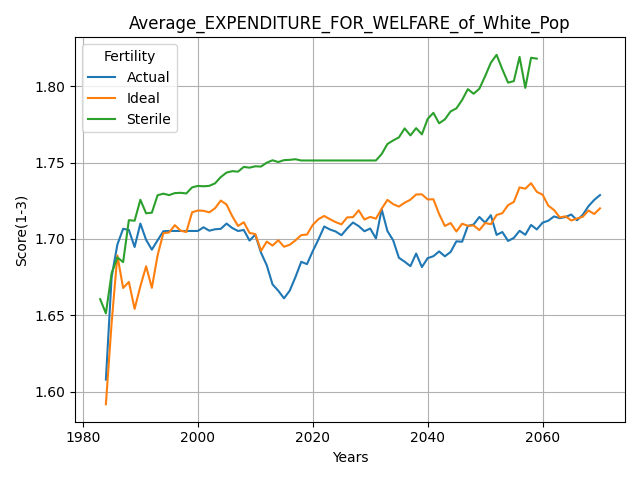 Average_EXPENDITURE_FOR_WELFARE_of_White_Pop
Fertility
Actual
Ideal
Sterile
Score(1-3)
1.80
1.75
1.70
1.65
1.60
1980
2000
2020
2040
2060
Years